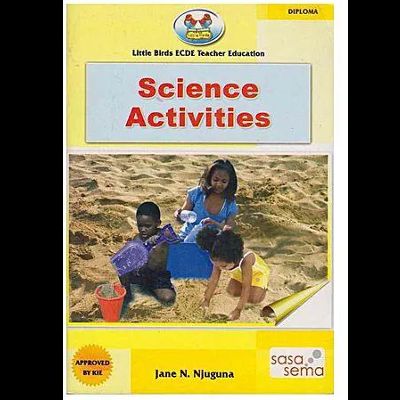 DIPLOMA
Little Birds ECDE Teacher Education
Science
Activities
APPROVED
BY KIE
Jane N. Njuguna
sasa
sema